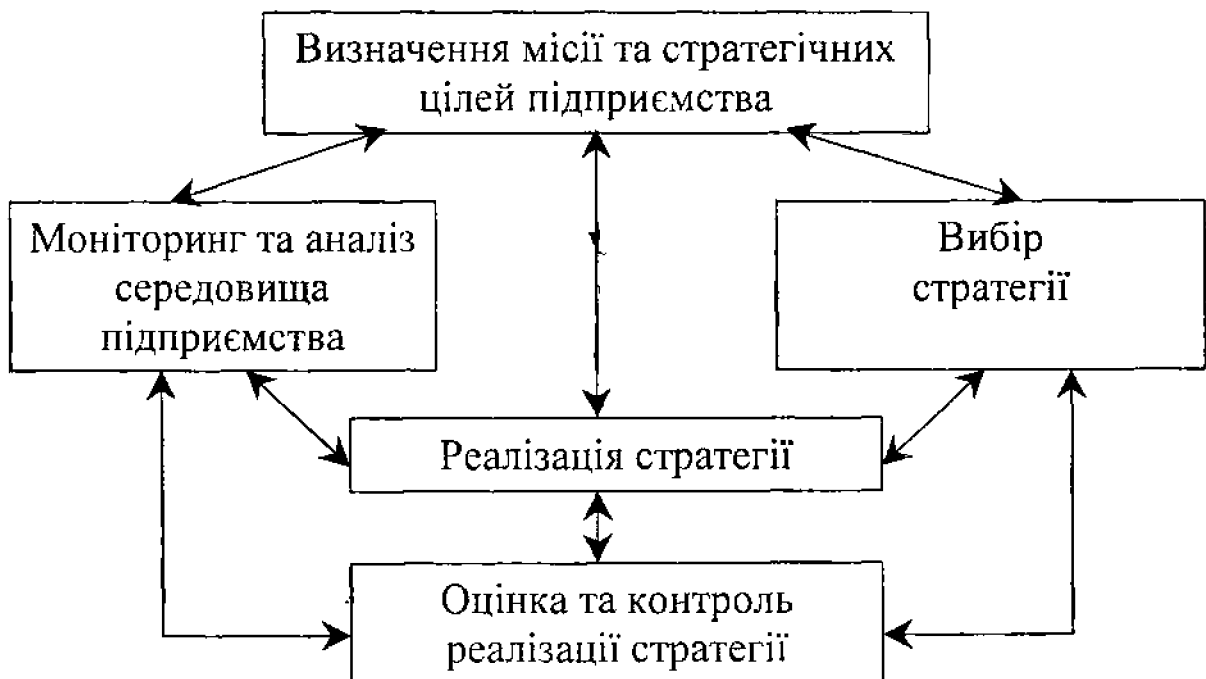 Визначення місії та стратегічних
цілей підприємства
Моніторинг та аналіз
середовища
підприємства
Вибір
стратегії
Реалізація стратегії
Оцінка та контроль
реалізації стратегії